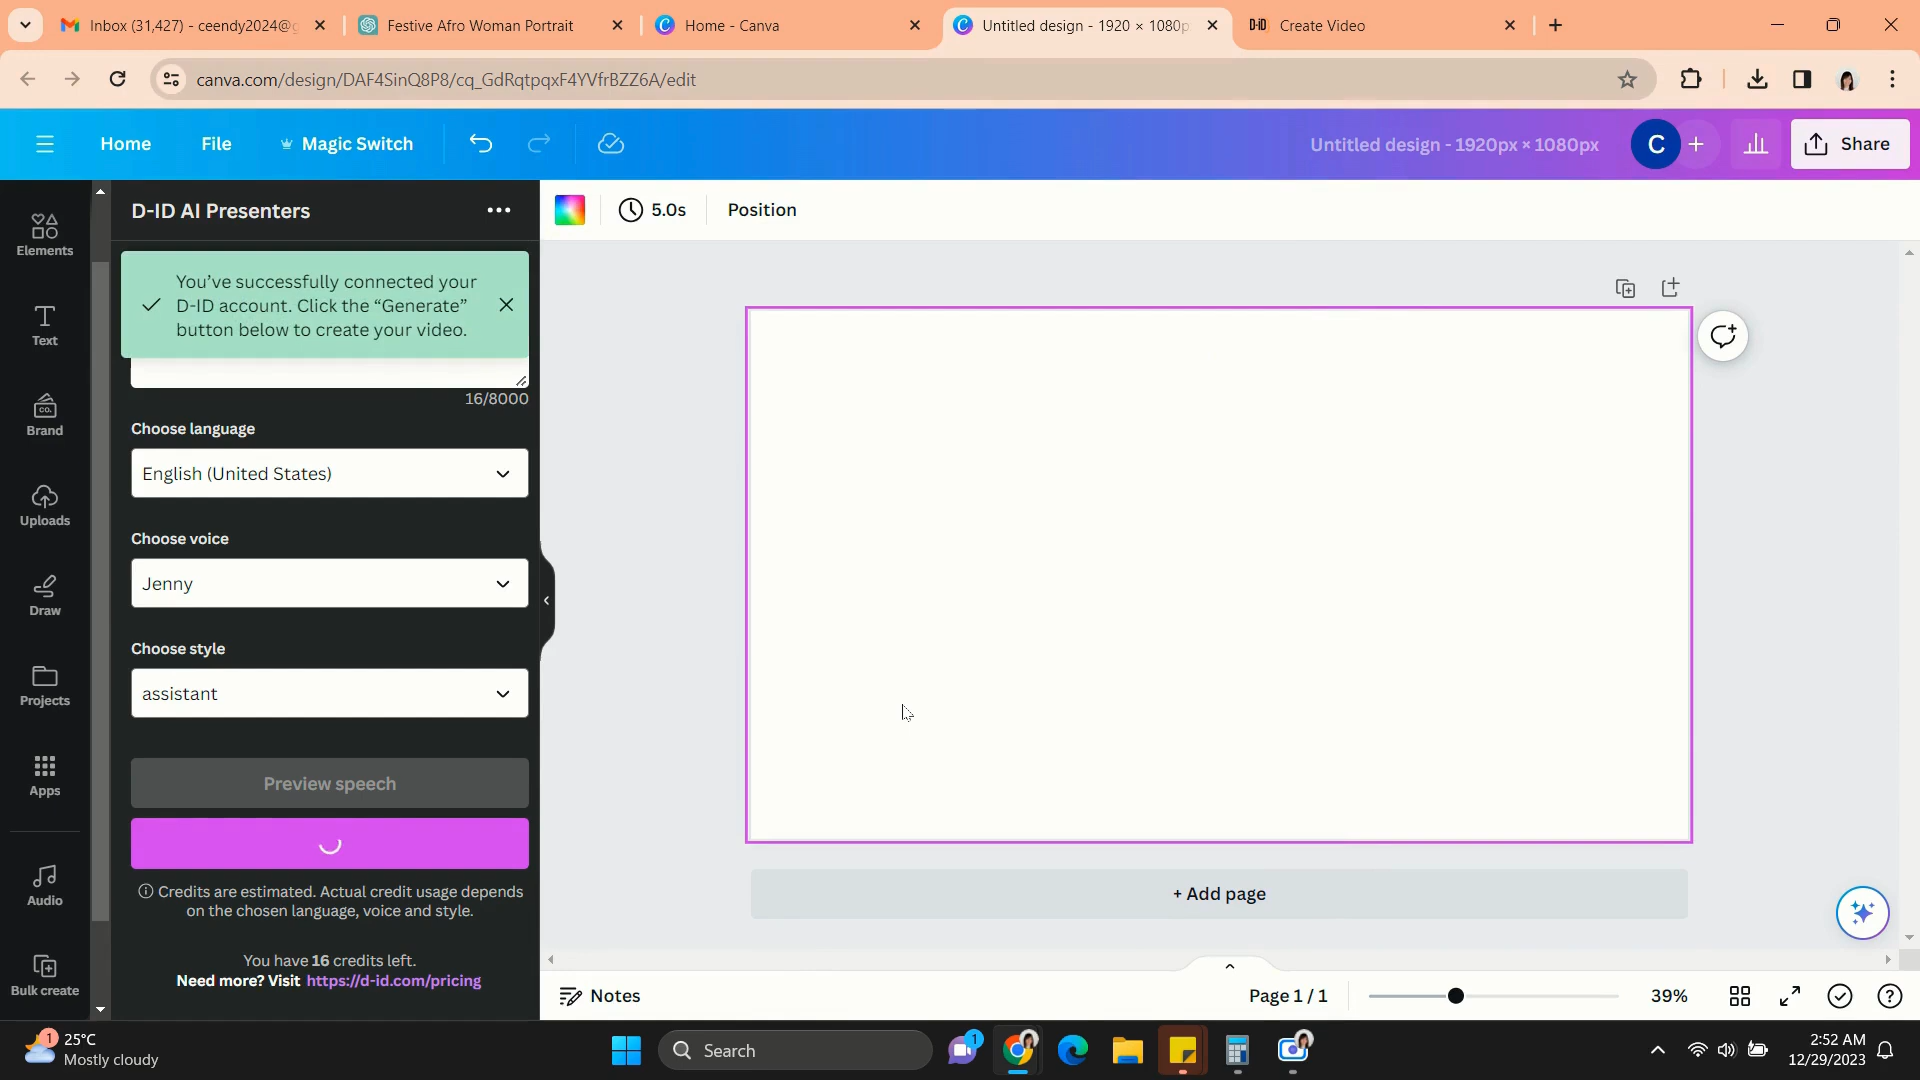 Inbox (31,427) - ceendy2024@g
Festive Afro Woman Portrait
Home - Canva
Untitled design - 1920 × 1080p
D·iD Create Video
canva.com/design/DAF4SinQ8P8/cq_GdRqtpqxF4YVfrBZZ6A/edit
Home
File
Magic Switch
Untitled design - 1920px × 1080px
C
Share
D-ID AI Presenters
5.0s
Position
Elements
Text
CO.
Brand
Uploads
Draw
Projects
Apps
Audio
Bulk create
You've successfully connected your
D-ID account. Click the “Generate”
button below to create your video.
16/8000
Choose language
English (United States)
Choose voice
Jenny
Choose style
assistant
Preview speech
Credits are estimated. Actual credit usage depends
on the chosen language, voice and style.
You have 16 credits left.
Need more? Visit https://d-id.com/pricing
+ Add page
Notes
Page 1 / 1
39%
1
25°C
Mostly cloudy
Search
1
2:52 AM
12/29/2023